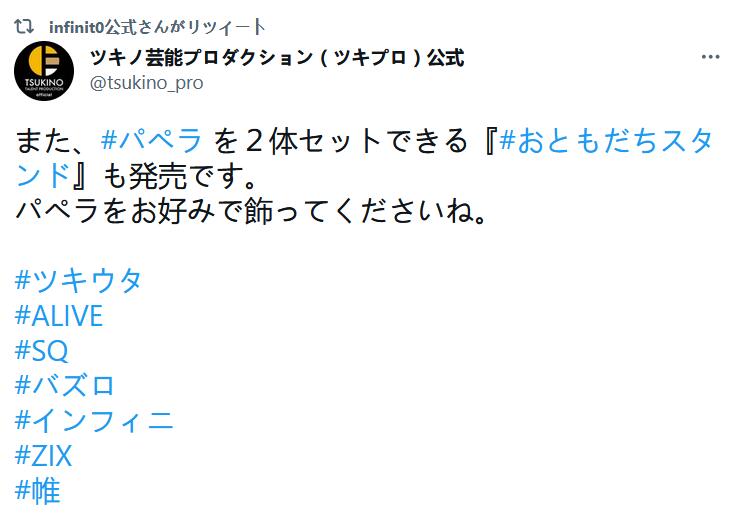 infinit0公式さんがリツイート
ツキノ芸能プロダクション（ツキプロ）公式
@tsukino_pro
TSUKINO
TALENT PRODUCTION
official
また、#パペラ を２体セットできる『#おともだちスタ
ンド』も発売です。
パペラをお好みで飾ってくださいね。
#ツキウタ
#ALIVE
#SQ
#バズロ
#インフィニ
#ZIX
#帷